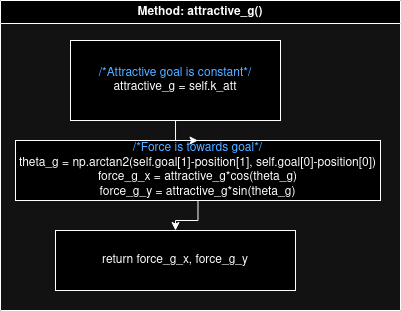 Method: attractive_g()
/*Attractive goal is constant*/
attractive_g = self.k_att
/*Force is towards goal*/
theta_g = np.arctan2(self.goal[1]-position[1], self.goal[0]-position[0])
force_g_x = attractive_g*cos(theta_g)
force_g_y = attractive_g*sin(theta_g)
return force_g_x, force_g_y